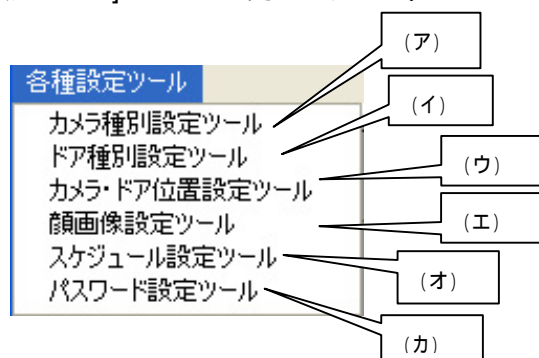 各種設定ツール
カメラ種別設定ツール
ドア種別設定ツール
カメラ・ドア位置設定ツール
顔画像設定ツール
スケジュール設定ツール
パスワード設定ツール
(ア)
(イ)
(ウ)
(エ)
(オ)
(カ)